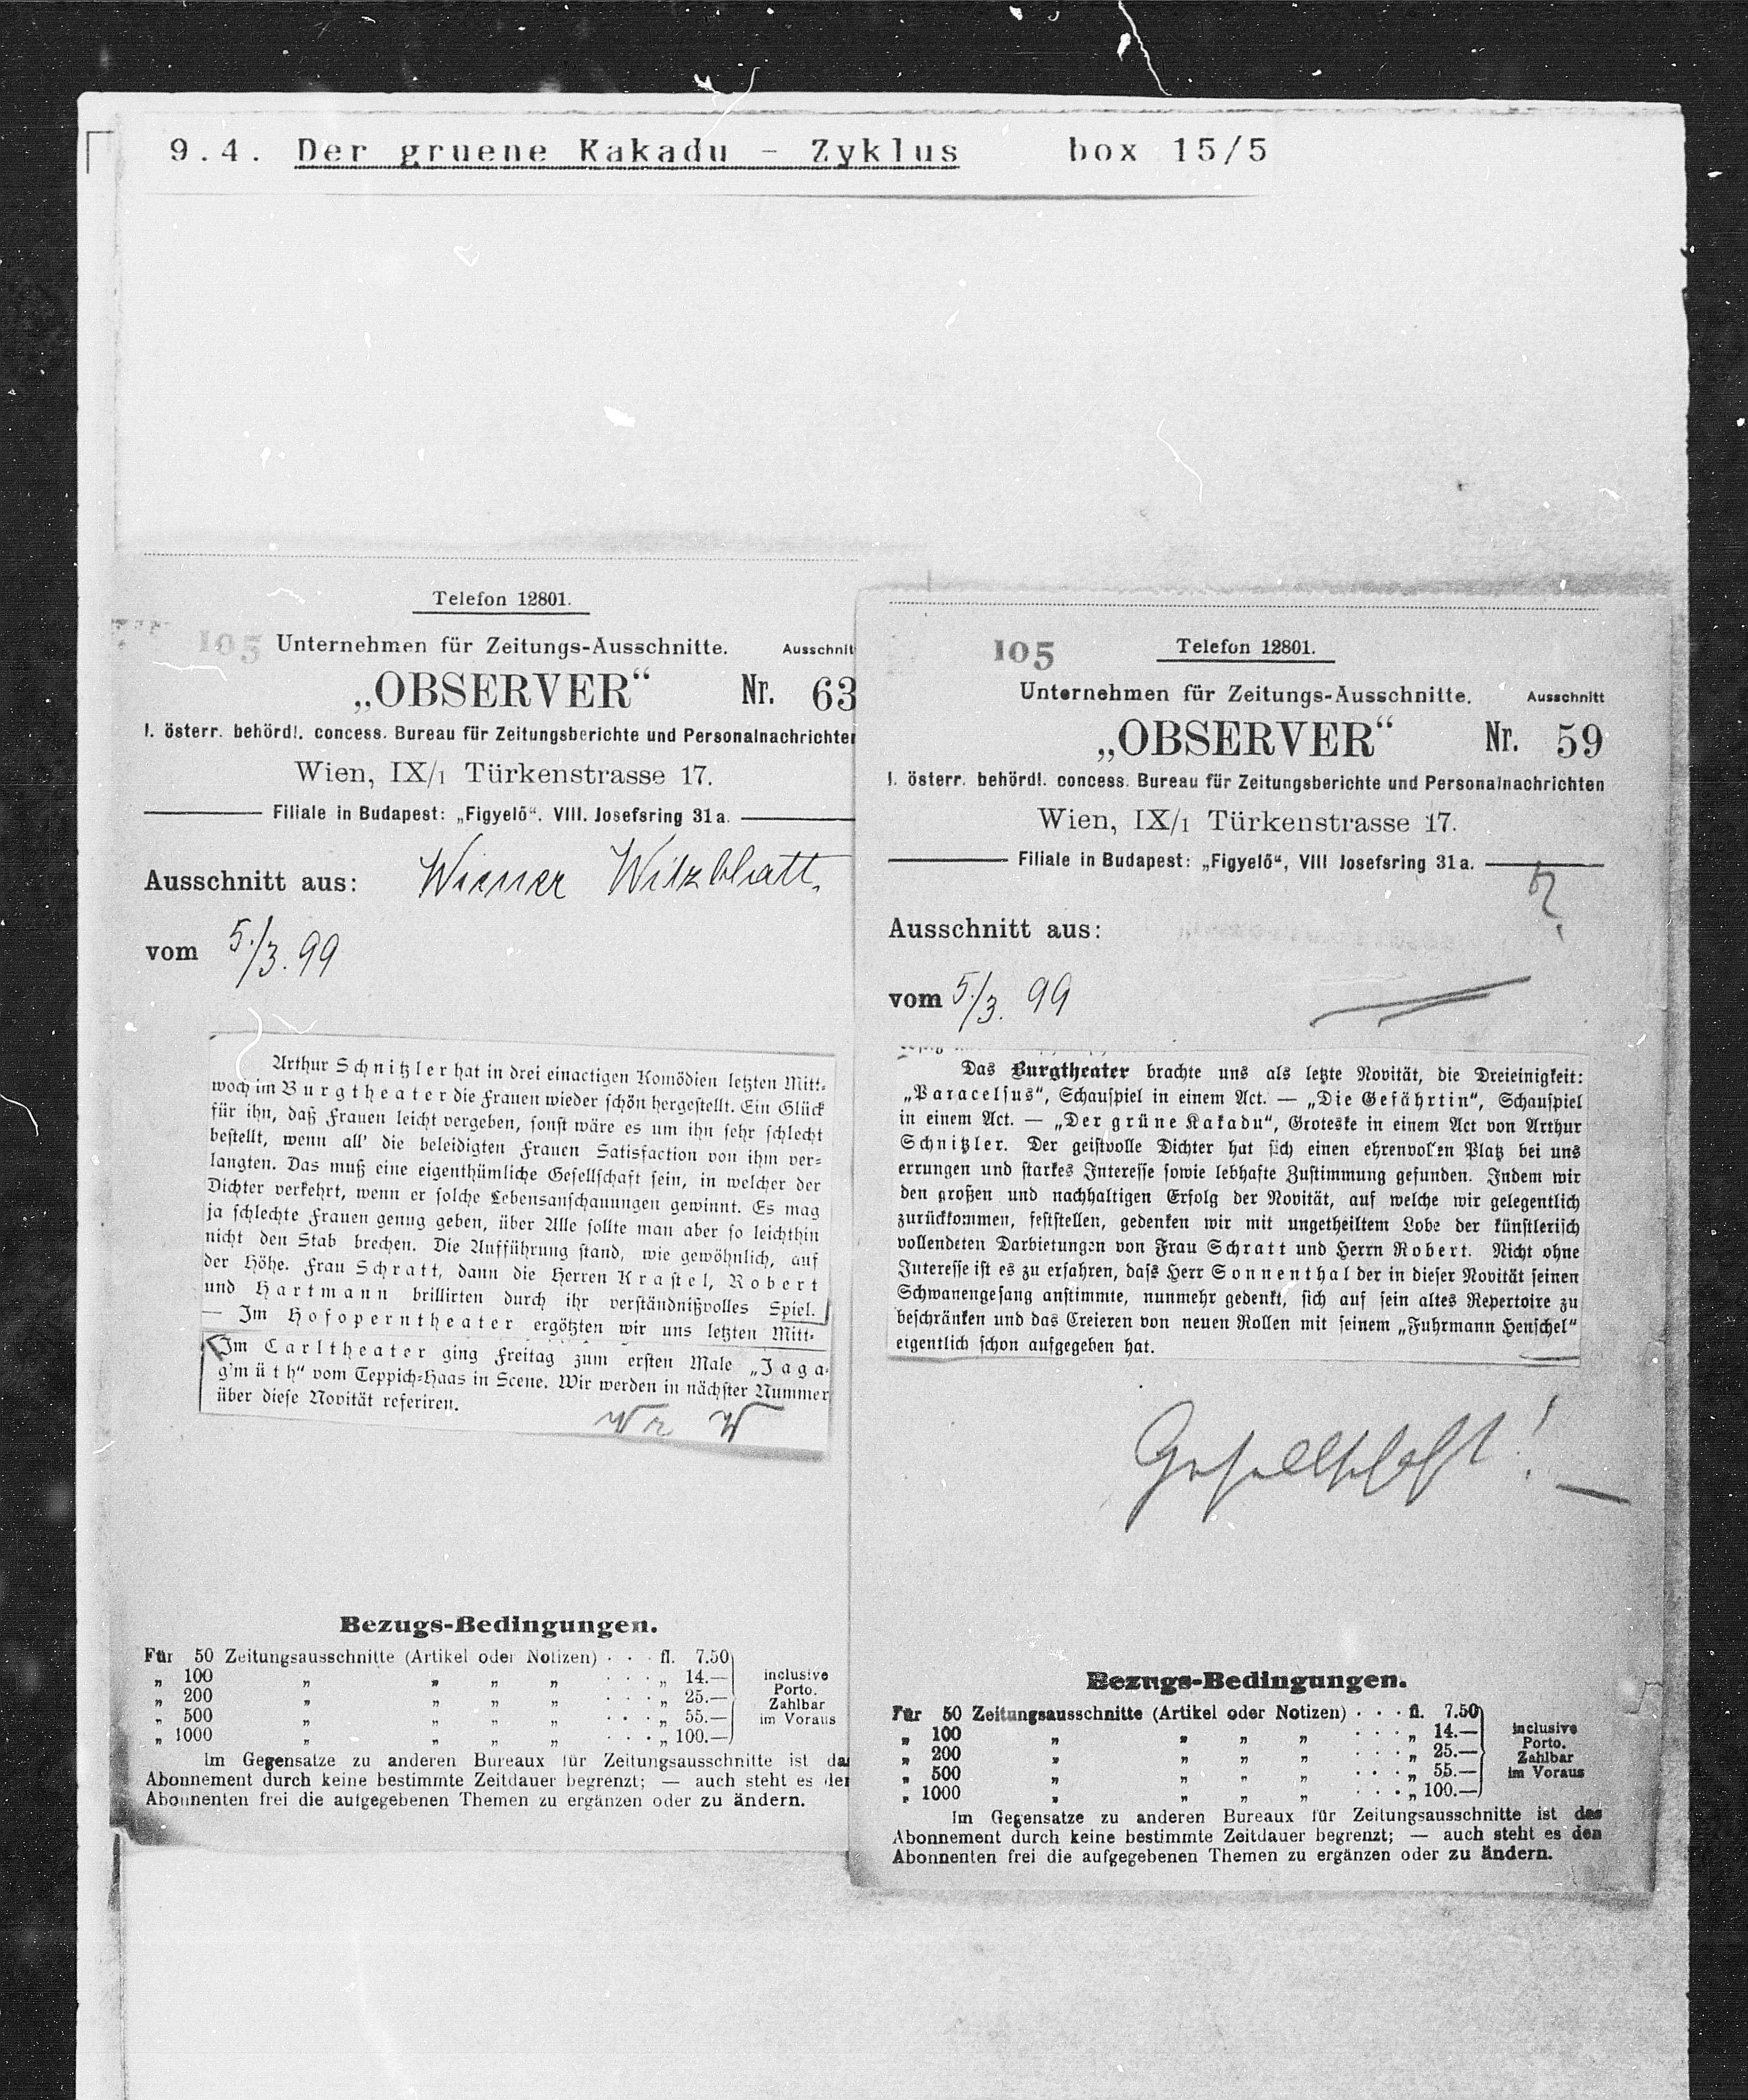 9.4. Der gruene Kakadu - Zyklus box 15/5
Telefon 12801.
105 Unternehmen für Zeitungs-Ausschnitte. Ausschnit
„OBSERVER“ Nr. 63
I. österr. behördl. concess. Bureau für Zeitungsberichte und Personalnachrichten
Wien, IX/1 Türkenstrasse 17.
Filiale in Budapest: „Figyelő“. VIII. Josefsring 31a.
Ausschnitt aus: Wiener Witzblatt.
vom 5./3. 99
Arthur Schnitzler hat in drei einactigen Komödien letzten Mitt-
woch im Burgtheater die Frauen wieder schön hergestellt. Ein Glück
für ihn, daß Frauen leicht vergeben, sonst wäre es um ihn sehr schlecht
bestellt, wenn all' die beleidigten Frauen Satisfaction von ihm ver-
langten. Das muß eine eigenthümliche Gesellschaft sein, in welcher der
Dichter verkehrt, wenn er solche Lebensanschauungen gewinnt. Es mag
ja schlechte Frauen genug geben, über Alle sollte man aber so leichthin
nicht den Stab brechen. Die Aufführung stand, wie gewöhnlich, auf
der Höhe. Frau Schratt, dann die Herren Krastel, Robert
und Hartmann brillirten durch ihr verständnißvolles Spiel.
— Im Hofoperntheater ergötzten wir uns letzten Mitt-
Im Carltheater ging Freitag zum ersten Male „Jaga-
g'müth“ vom Teppich-Haas in Scene. Wir werden in nächster Nummer
über diese Novität referiren.
Wr W
Bezugs-Bedingungen.
Für 50 Zeitungsausschnitte (Artikel oder Notizen) · · · fl. 7.50
„ 100 „ „ „ „ · · · „ 14.— inclusive
„ 200 „ „ „ „ · · · „ 25.— Porto.
„ 500 „ „ „ „ · · · „ 55.— Zahlbar
„ 1000 „ „ „ „ · · · „ 100.— im Voraus
Im Gegensatze zu anderen Bureaux für Zeitungsausschnitte ist da
Abonnement durch keine bestimmte Zeitdauer begrenzt; — auch steht es der
Abonnenten frei die aufgegebenen Themen zu ergänzen oder zu ändern.
105 Telefon 12801.
Unternehmen für Zeitungs-Ausschnitte. Ausschnitt
„OBSERVER“ Nr. 59
I. österr. behördl. concess. Bureau für Zeitungsberichte und Personalnachrichten
Wien, IX/1 Türkenstrasse 17.
Filiale in Budapest: „Figyelő“, VIII Josefsring 31a.
Ausschnitt aus:
vom 5./3. 99
Das Burgtheater brachte uns als letzte Novität, die Dreieinigkeit:
„Paracelsus“, Schauspiel in einem Act. — „Die Gefährtin“, Schauspiel
in einem Act. — „Der grüne Kakadu“, Groteske in einem Act von Arthur
Schnitzler. Der geistvolle Dichter hat sich einen ehrenvollen Platz bei uns
errungen und starkes Interesse sowie lebhafte Zustimmung gefunden. Indem wir
den großen und nachhaltigen Erfolg der Novität, auf welche wir gelegentlich
zurückkommen, feststellen, gedenken wir mit ungetheiltem Lobe der künstlerisch
vollendeten Darbietungen von Frau Schratt und Herrn Robert. Nicht ohne
Interesse ist es zu erfahren, dass Herr Sonnenthal der in dieser Novität seinen
Schwanengesang anstimmte, nunmehr gedenkt, sich auf sein altes Repertoire zu
beschränken und das Creieren von neuen Rollen mit seinem „Fuhrmann Henschel“
eigentlich schon aufgegeben hat.
Gesellschaft!
Bezugs-Bedingungen.
Für 50 Zeitungsausschnitte (Artikel oder Notizen) · · · fl. 7.50
„ 100 „ „ „ „ · · · „ 14.— inclusive
„ 200 „ „ „ „ · · · „ 25.— Porto.
„ 500 „ „ „ „ · · · „ 55.— Zahlbar
„ 1000 „ „ „ „ · · · „ 100.— im Voraus
Im Gegensatze zu anderen Bureaux für Zeitungsausschnitte ist das
Abonnement durch keine bestimmte Zeitdauer begrenzt; — auch steht es den
Abonnenten frei die aufgegebenen Themen zu ergänzen oder zu ändern.